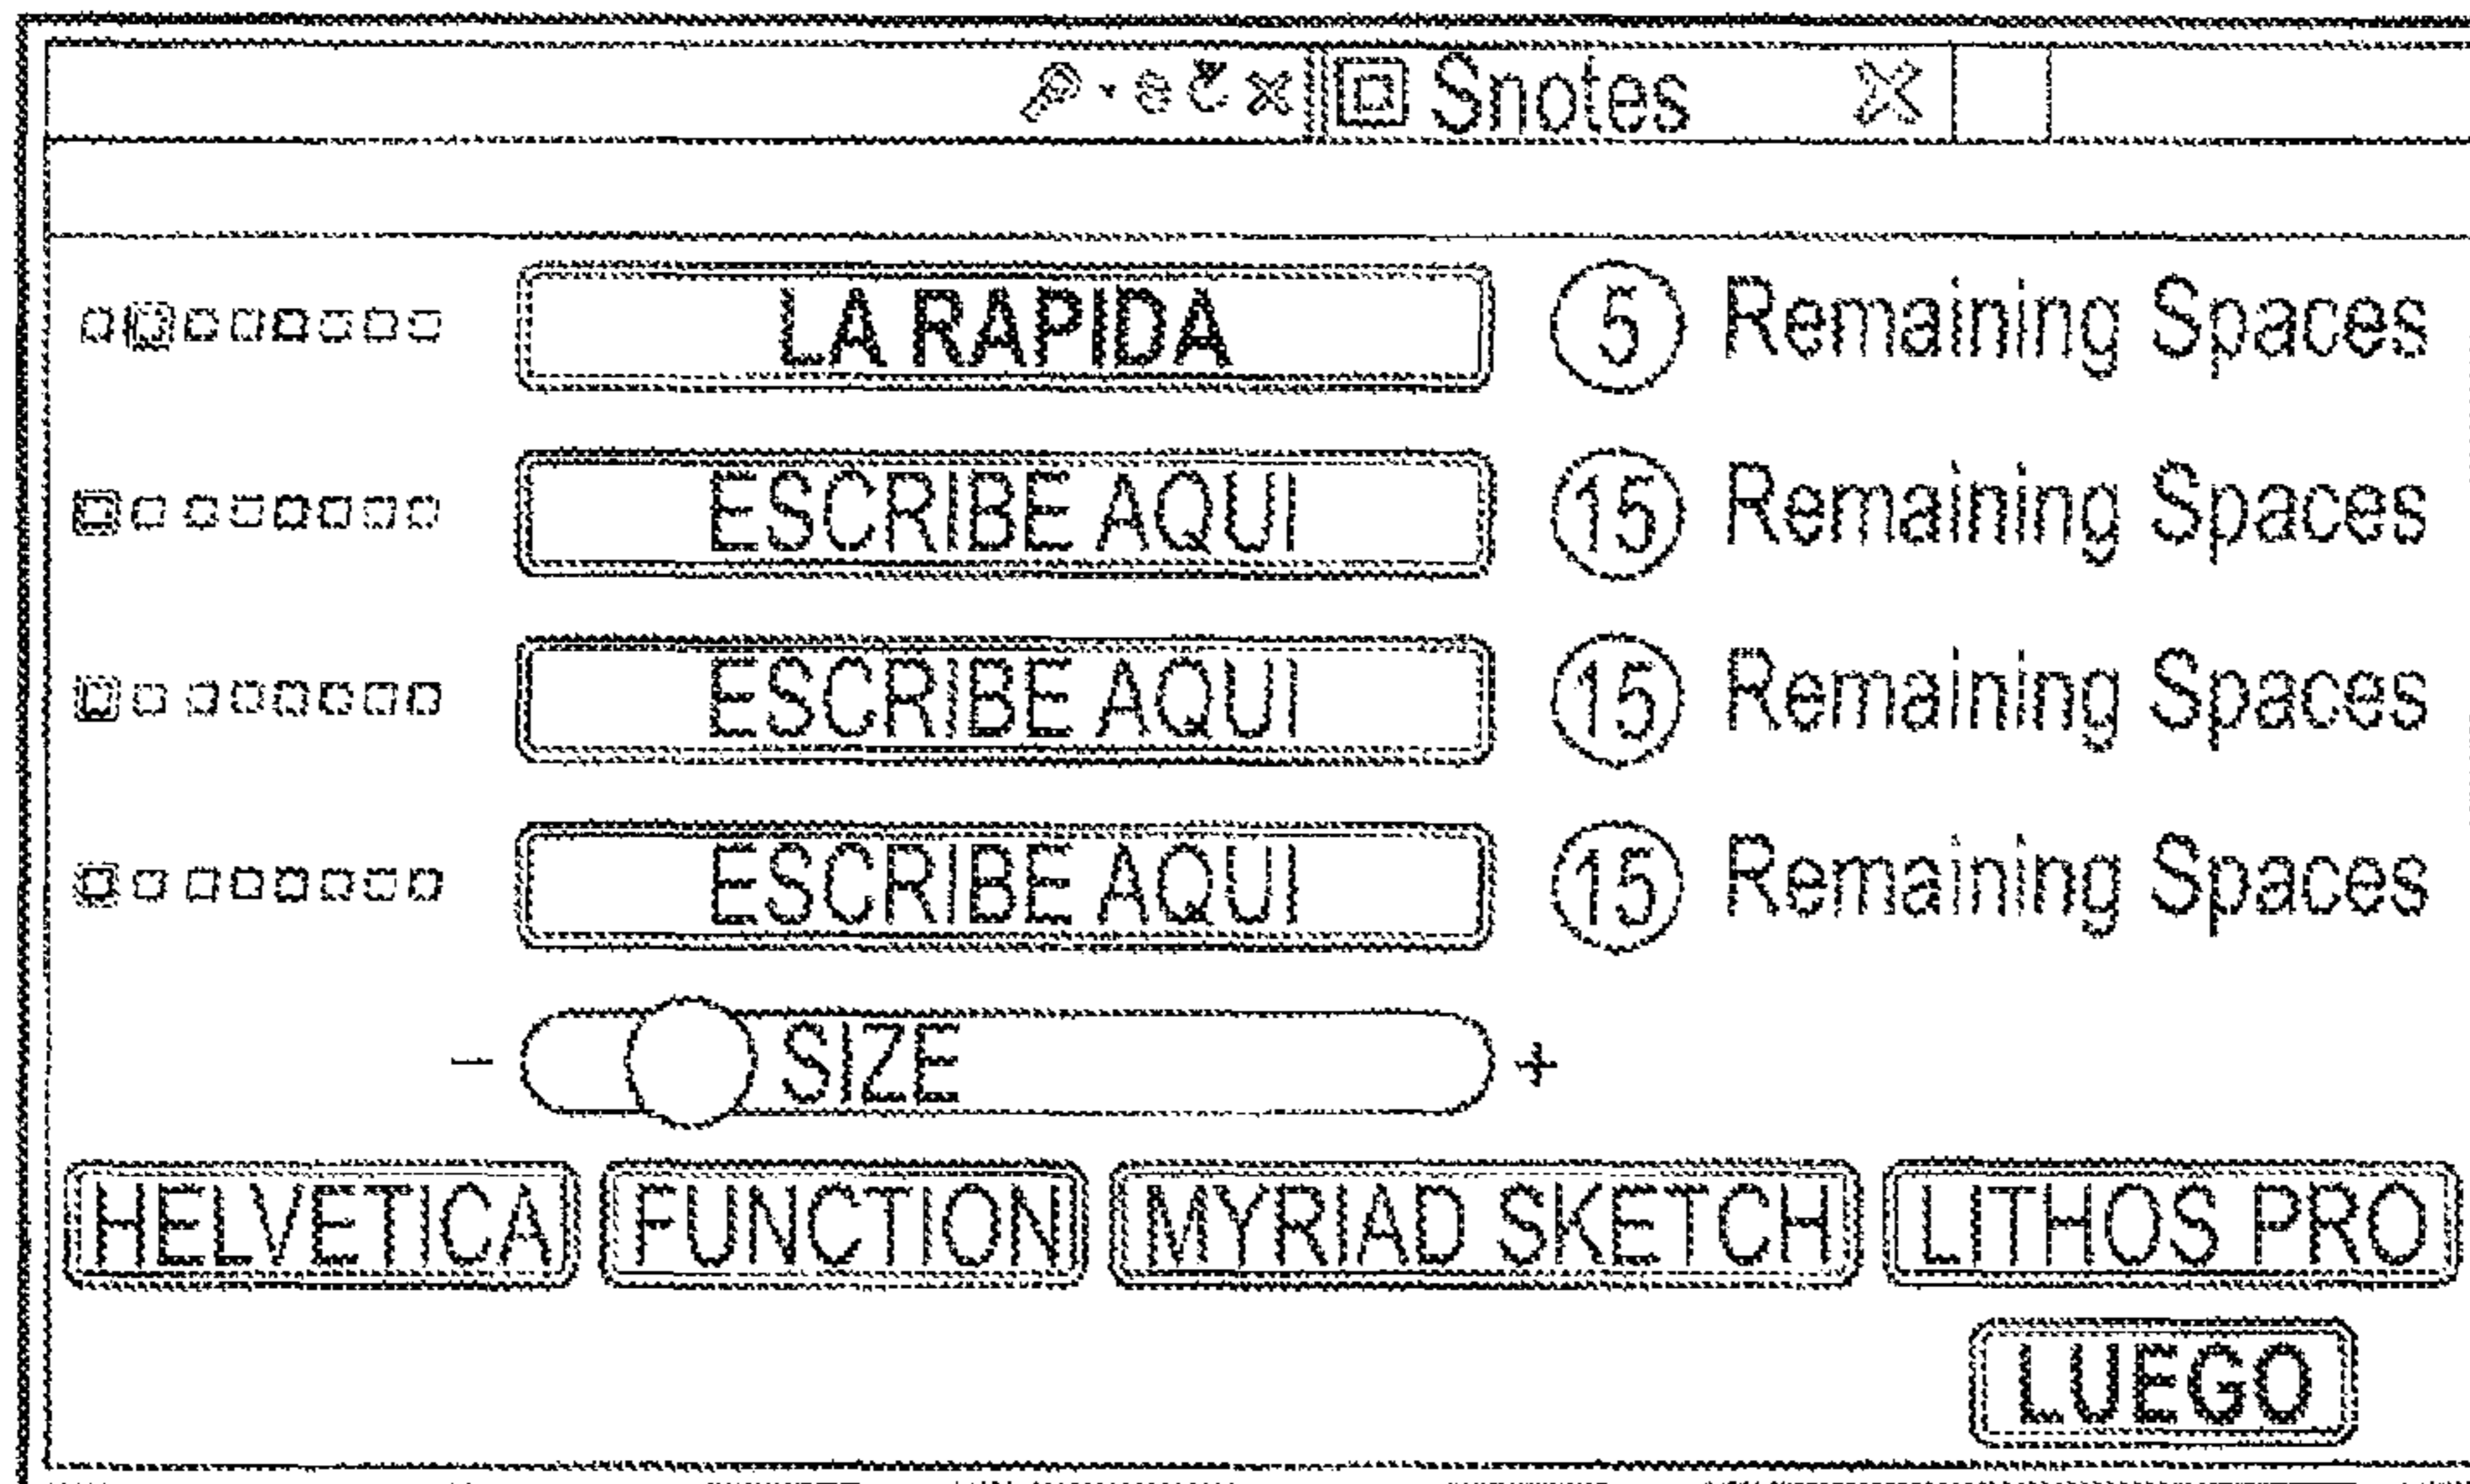 Snotes
LA RAPIDA 5 Remaining Spaces
ESCRIBE AQUI 15 Remaining Spaces
ESCRIBE AQUI 15 Remaining Spaces
ESCRIBE AQUI 15 Remaining Spaces
- SIZE +
HELVETICA FUNCTION MYRIAD SKETCH LITHOS PRO
LUEGO